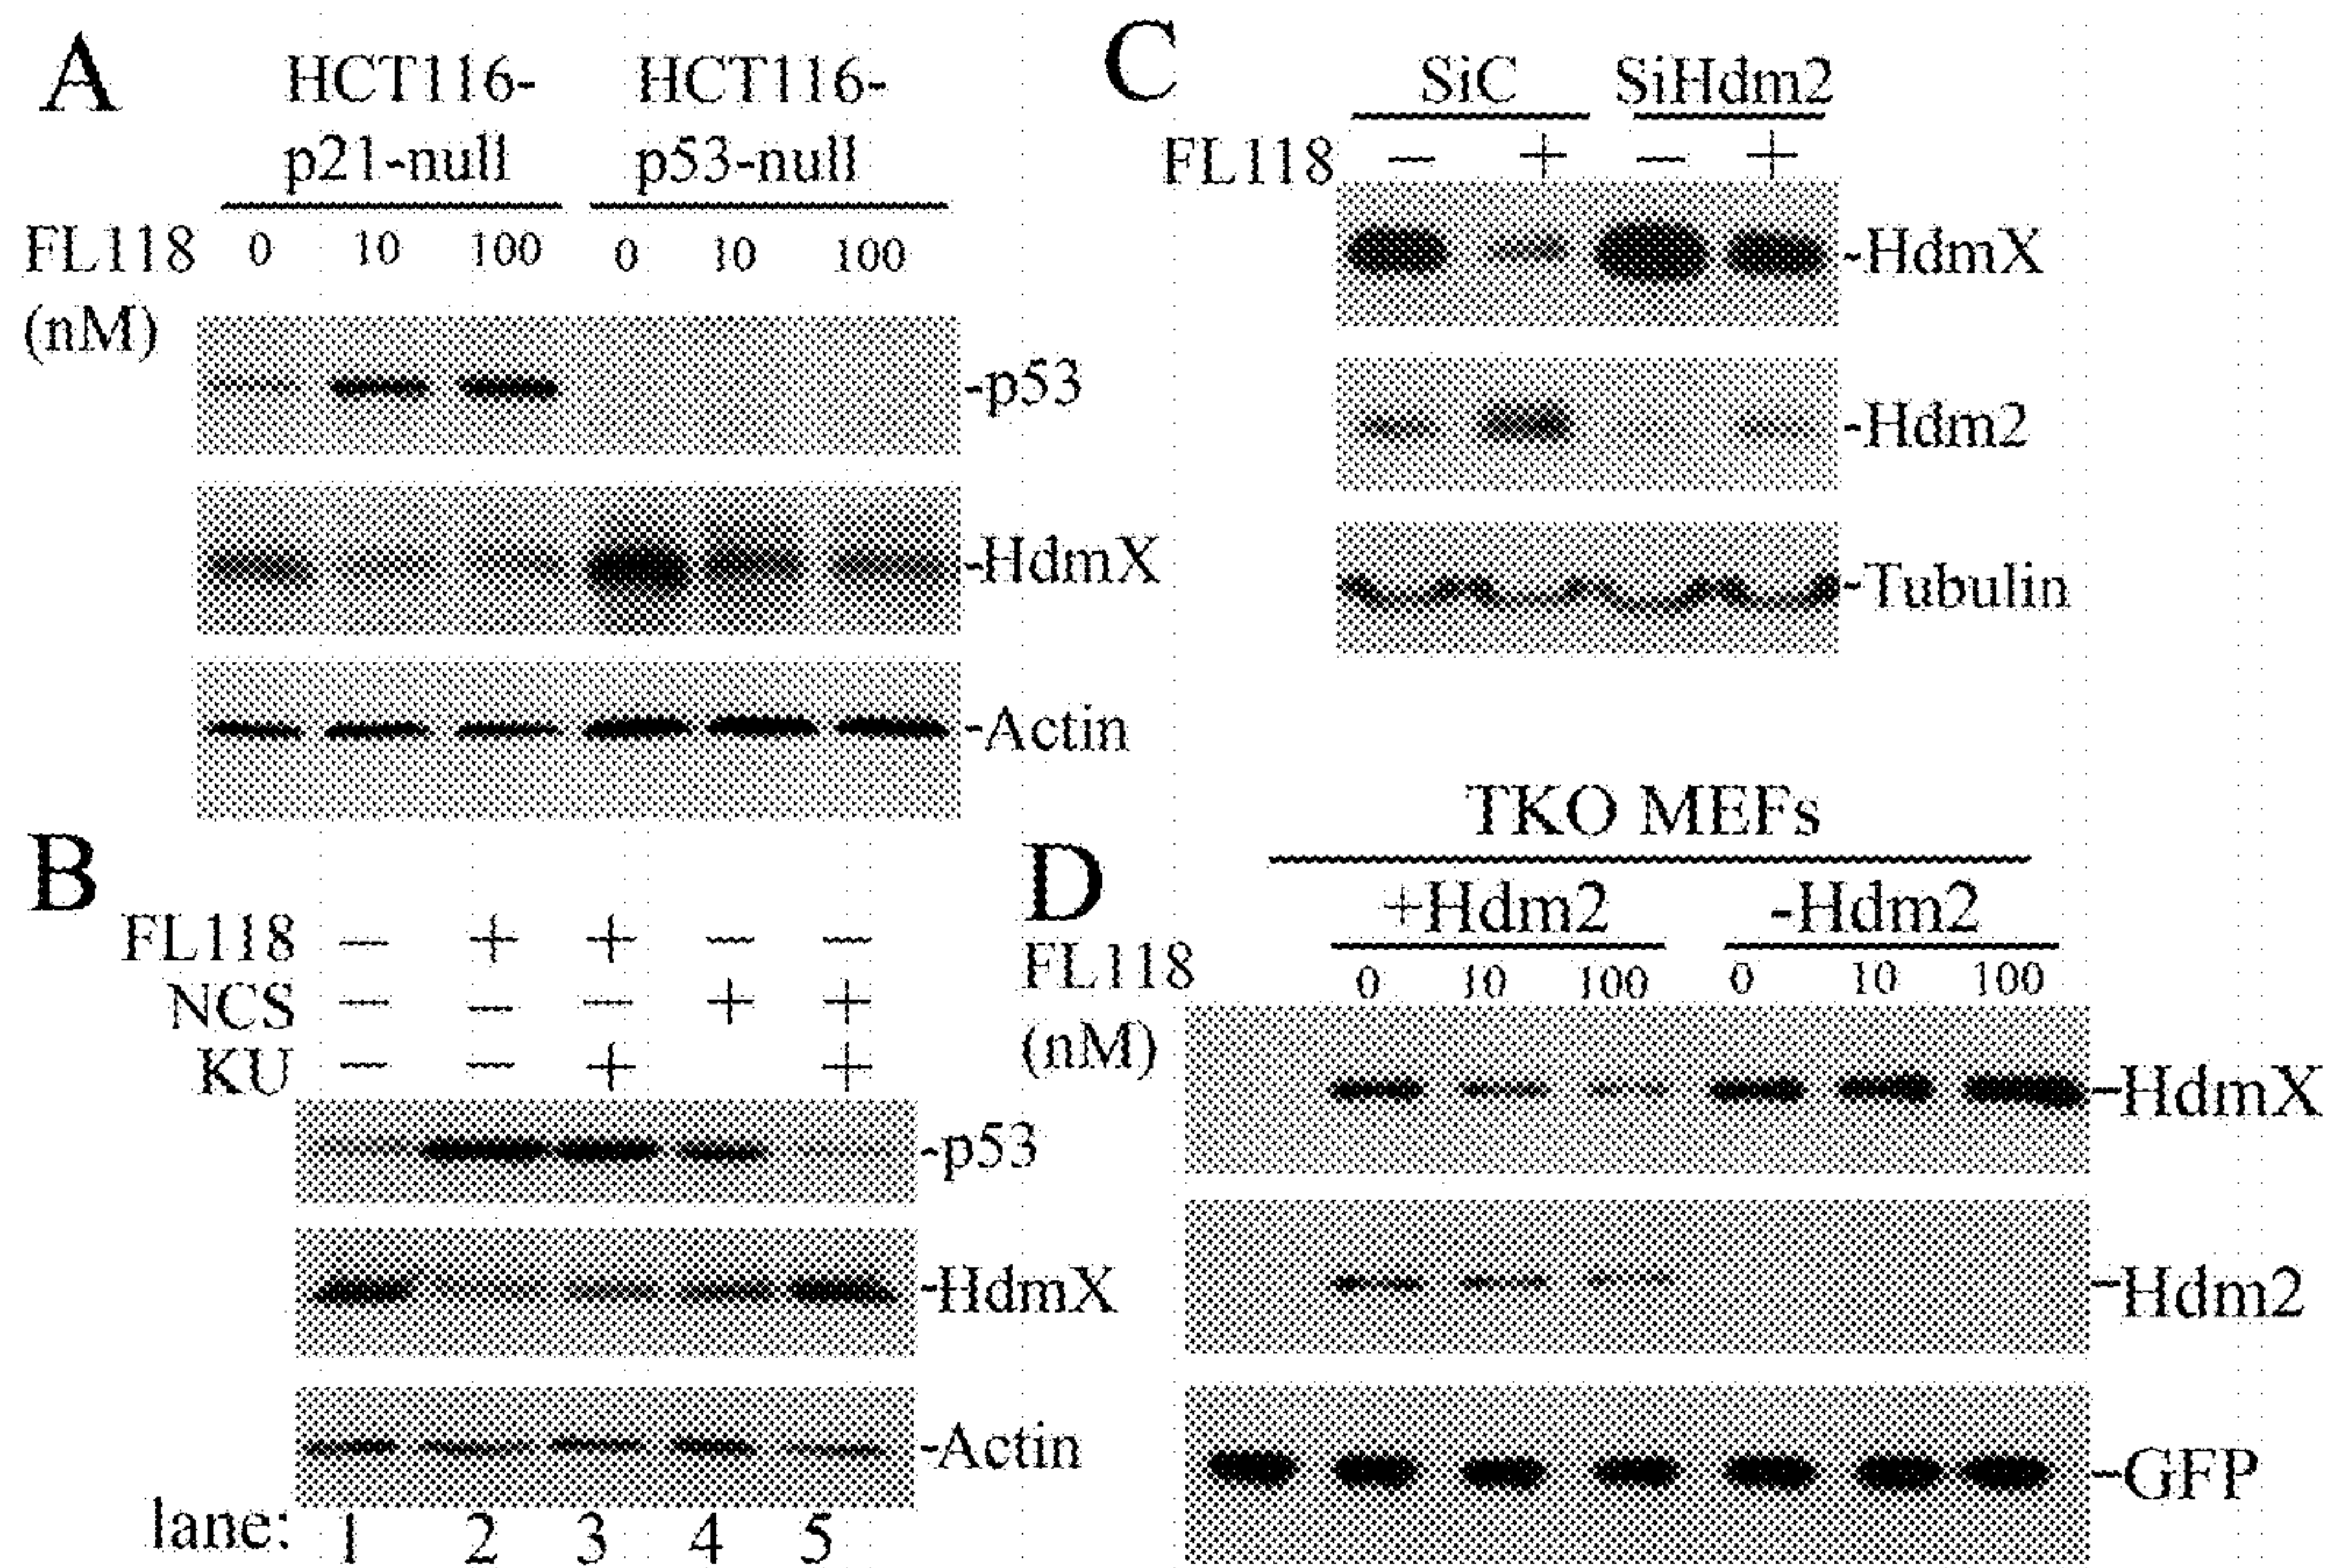 A
HCT116- HCT116-
p21-null p53-null
FL118 0 10 100 0 10 100
(nM)
-p53
-HdmX
-Actin
B
FL118 – + + – –
NCS – – – + +
KU – – + +
-p53
-HdmX
-Actin
lane: 1 2 3 4 5
C
SiC SiHdm2
FL118 – + – +
-HdmX
-Hdm2
-Tubulin
D
TKO MEFs
+Hdm2 -Hdm2
FL118 0 10 100 0 10 100
(nM)
-HdmX
-Hdm2
-GFP